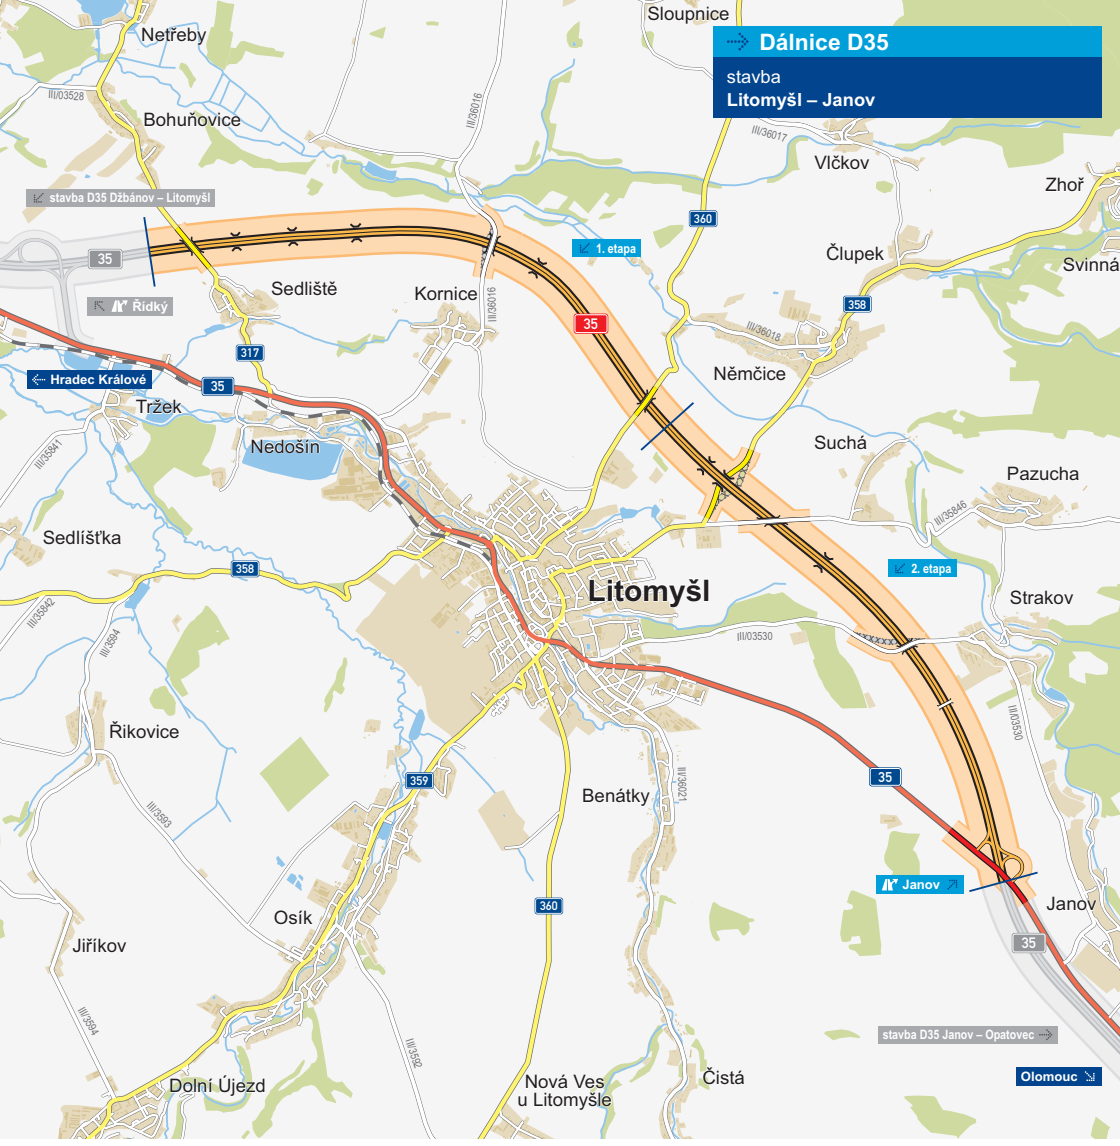 Sloupnice
Netřeby
Dálnice D35
stavba
Litomyšl – Janov
III/03528
III/36016
Bohuňovice
III/36017
Vlčkov
Zhoř
stavba D35 Džbánov – Litomyšl
360
1. etapa
Člupek
35
Svinná
Sedliště
Kornice
III/36016
Řídký
358
35
III/36018
317
Němčice
Hradec Králové
35
Tržek
Nedošín
Suchá
III/35841
Pazucha
III/35846
Sedlíšťka
358
2. etapa
Litomyšl
Strakov
III/35842
III/3594
III/03530
III/03530
Řikovice
359
35
III/36021
Benátky
III/3593
Janov
Janov
360
Osík
35
Jiříkov
III/3594
stavba D35 Janov – Opatovec
III/3592
Olomouc
Čistá
Dolní Újezd
Nová Ves
u Litomyšle